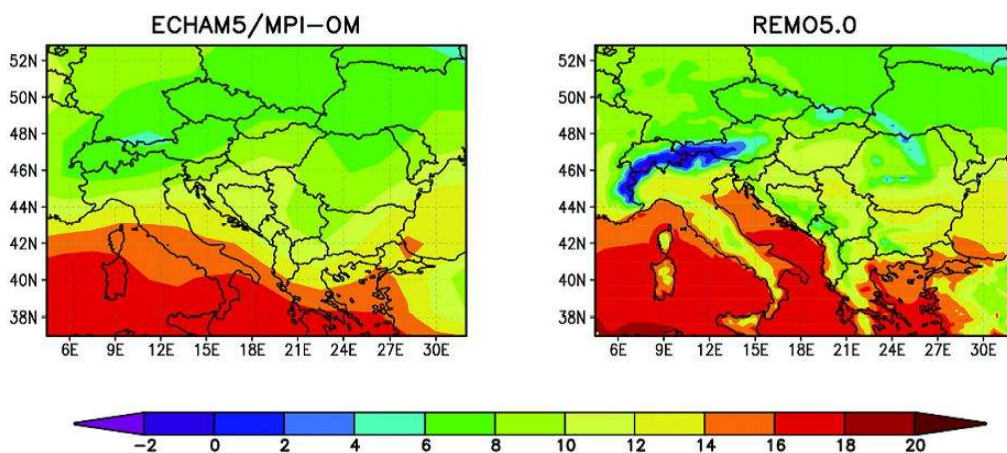 ECHAM5/MPI-OM
REMO5.0
52N
50N
48N
46N
44N
42N
40N
38N
6E 9E 12E 15E 18E 21E 24E 27E 30E
52N
50N
48N
46N
44N
42N
40N
38N
6E 9E 12E 15E 18E 21E 24E 27E 30E
-2 0 2 4 6 8 10 12 14 16 18 20